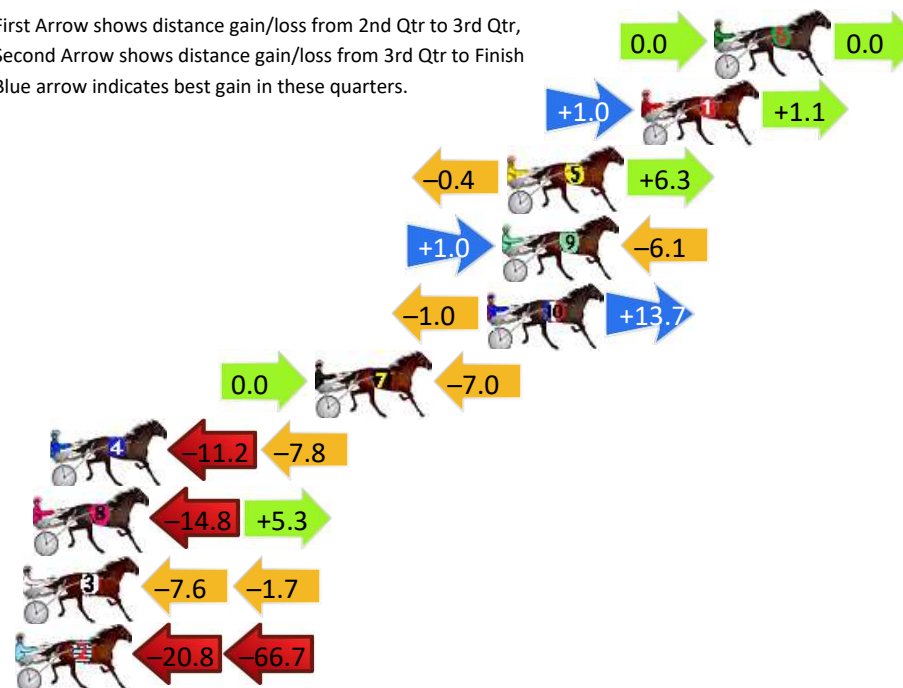 First Arrow shows distance gain/loss from 2nd Qtr to 3rd Qtr,
Second Arrow shows distance gain/loss from 3rd Qtr to Finish
Blue arrow indicates best gain in these quarters.
0.0 6 0.0
+1.0 1 +1.1
−0.4 5 +6.3
+1.0 9 −6.1
−1.0 10 +13.7
0.0 7 −7.0
4 −11.2 −7.8
8 −14.8 +5.3
3 −7.6 −1.7
2 −20.8 −66.7